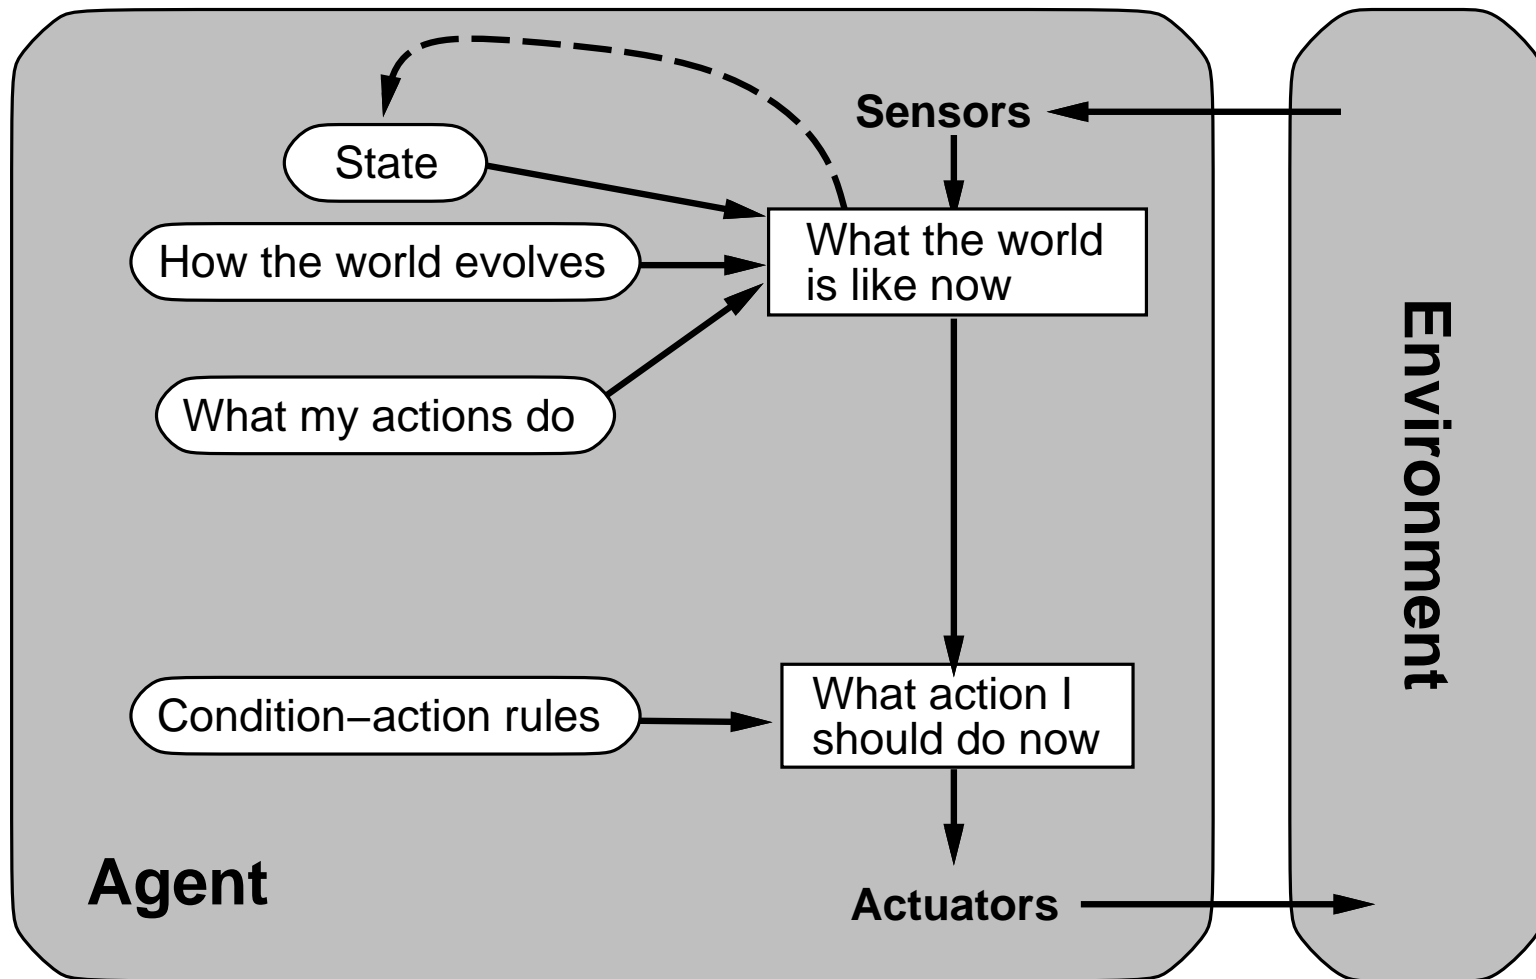 Sensors
State
What the world
is like now
How the world evolves
What my actions do
Environment
Condition−action rules
What action I
should do now
Agent
Actuators